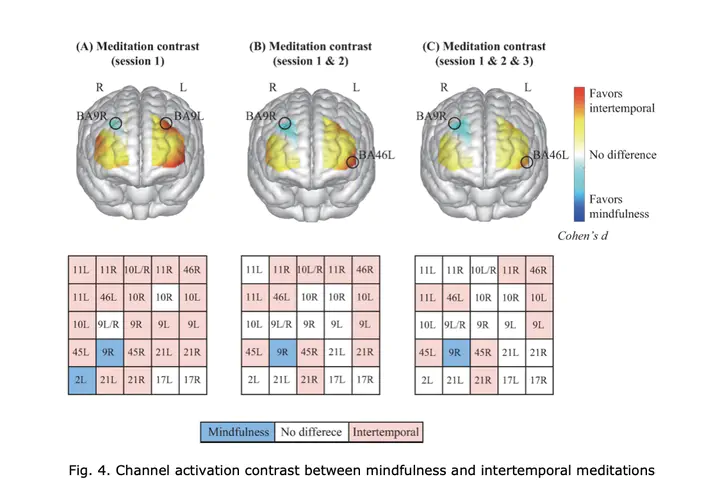 (A) Meditation contrast (B) Meditation contrast (C) Meditation contrast
(session 1) (session 1 & 2) (session 1 & 2 & 3)
R L R L R L
BA9R BA9L BA9R BA46L BA9R BA46L
Favors
intertemporal
No difference
Favors
mindfulness
Cohen's d
11L 11R 10L/R 11R 46R
11L 46L 10R 10R 10L
10L 9L/R 9R 9L 9L
45L 9R 45R 21L 21R
2L 21L 21R 17L 17R
11L 11R 10L/R 11R 46R
11L 46L 10R 10R 10L
10L 9L/R 9R 9L 9L
45L 9R 45R 21L 21R
2L 21L 21R 17L 17R
11L 11R 10L/R 11R 46R
11L 46L 10R 10R 10L
10L 9L/R 9R 9L 9L
45L 9R 45R 21L 21R
2L 21L 21R 17L 17R
Mindfulness No differece Intertemporal
Fig. 4. Channel activation contrast between mindfulness and intertemporal meditations